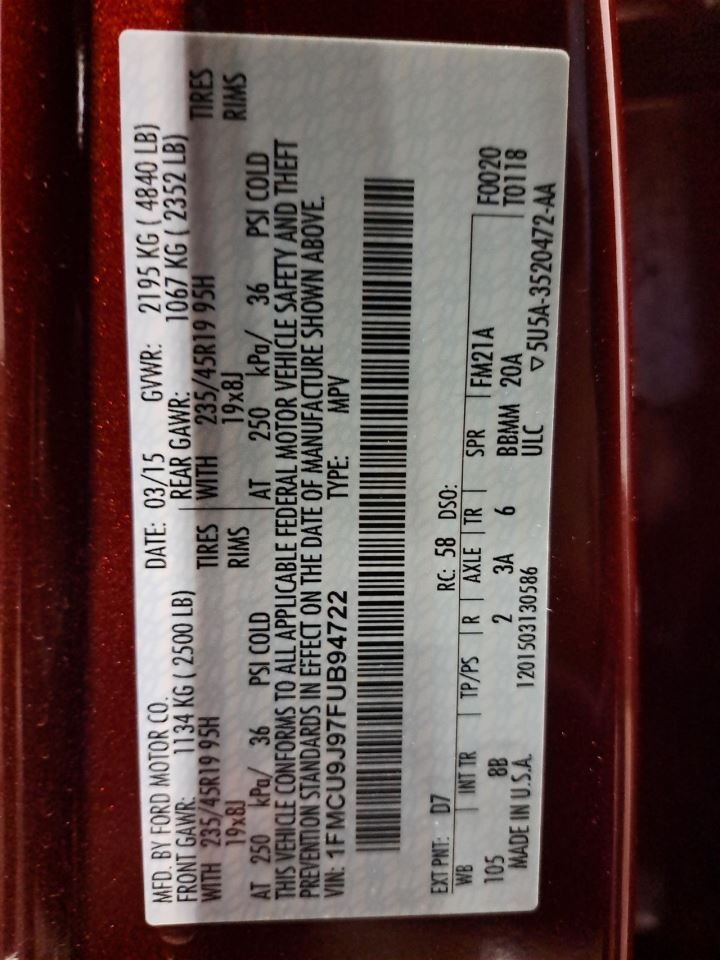 MFD. BY FORD MOTOR CO. DATE: 03/15 GVWR: 2195 KG ( 4840 LB)
FRONT GAWR: 1134 KG ( 2500 LB) REAR GAWR: 1067 KG ( 2352 LB)
WITH 235/45R19 95H TIRES WITH 235/45R19 95H TIRES
19x8J RIMS 19x8J RIMS
AT 250 kPa/ 36 PSI COLD AT 250 kPa/ 36 PSI COLD
THIS VEHICLE CONFORMS TO ALL APPLICABLE FEDERAL MOTOR VEHICLE SAFETY AND THEFT
PREVENTION STANDARDS IN EFFECT ON THE DATE OF MANUFACTURE SHOWN ABOVE.
VIN: 1FMCU9J97FUB94722 TYPE: MPV
EXT PNT: D7 RC: 58 DSO:
WB INT TR TP/PS R AXLE TR SPR FM21A F0020
105 8B 2 3A 6 BBMM 20A T0118
MADE IN U.S.A. 1201503130586 ULC ▽ 5U5A-3520472-AA